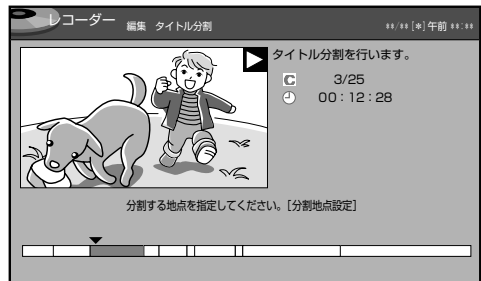 レコーダー 編集 タイトル分割 **/**[*]午前**:**
タイトル分割を行います。
C 3/25
00:12:28
分割する地点を指定してください。[分割地点設定]